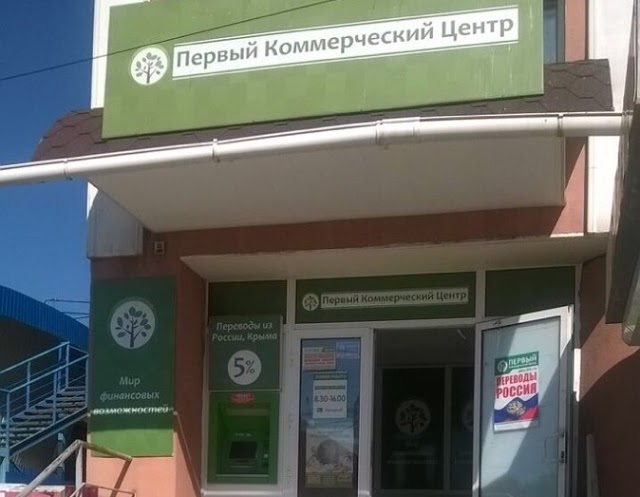 Первый Коммерческий Центр
Первый Коммерческий Центр
Переводы из
России, Крыма
5%
Мир
финансовых
возможностей
8.30-16.00
ПЕРВЫЙ
ПЕРЕВОДЫ
РОССИЯ